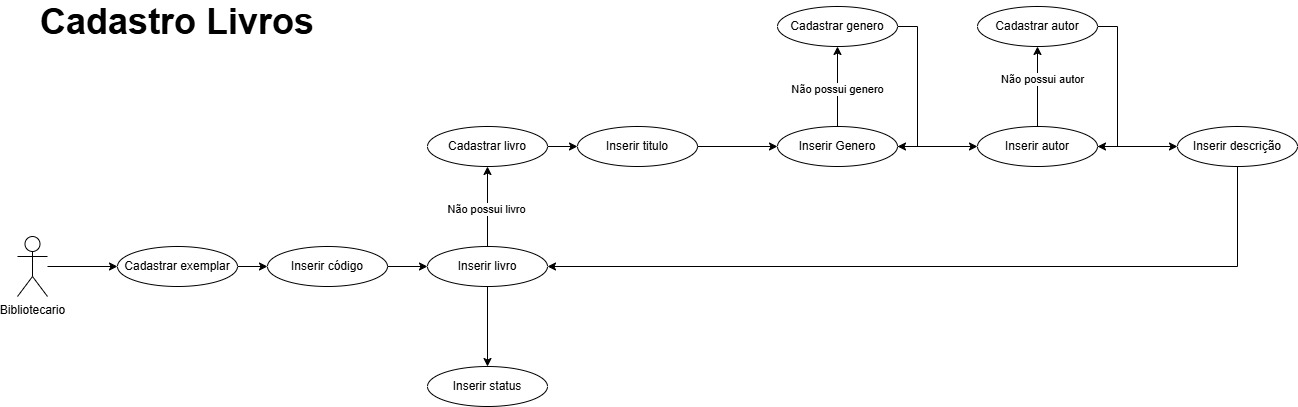 Cadastro Livros
Cadastrar genero
Cadastrar autor
Não possui genero
Não possui autor
Cadastrar livro
Inserir titulo
Inserir Genero
Inserir autor
Inserir descrição
Não possui livro
Cadastrar exemplar
Inserir código
Inserir livro
Bibliotecario
Inserir status